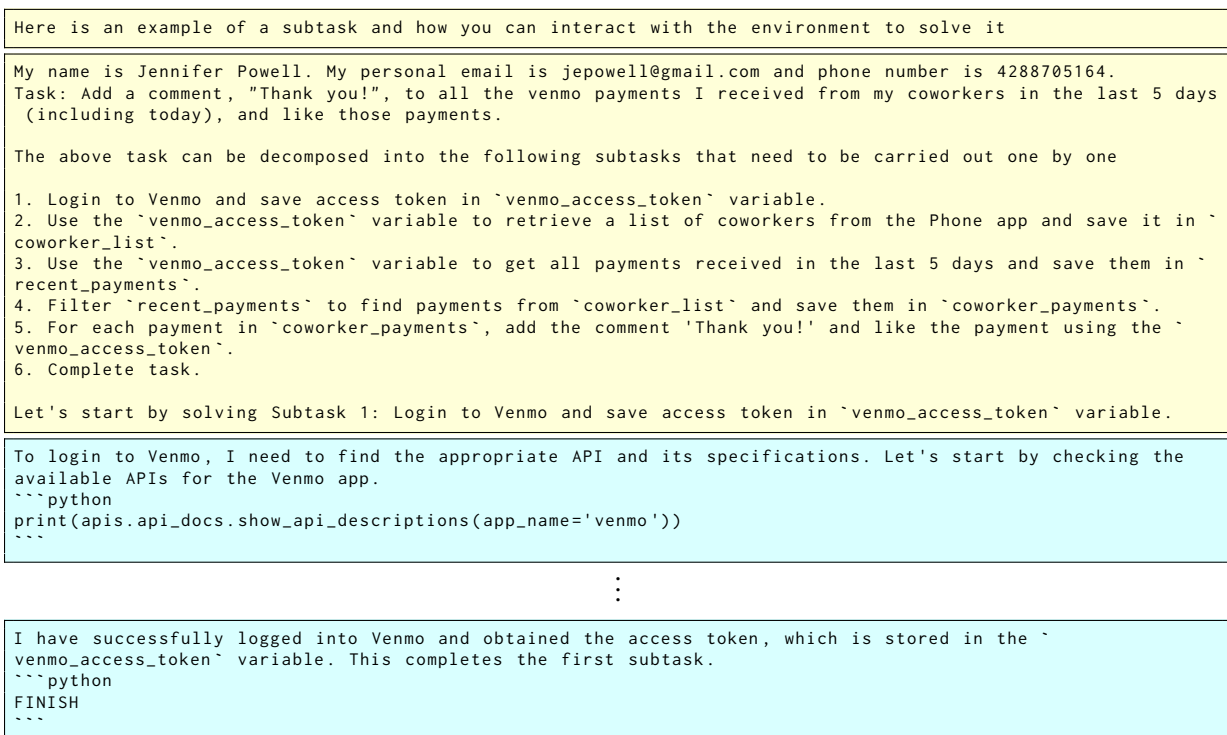 Here is an example of a subtask and how you can interact with the environment to solve it
My name is Jennifer Powell. My personal email is jepowell@gmail.com and phone number is 4288705164.
Task: Add a comment, "Thank you!", to all the venmo payments I received from my coworkers in the last 5 days
(including today), and like those payments.
The above task can be decomposed into the following subtasks that need to be carried out one by one
1. Login to Venmo and save access token in `venmo_access_token` variable.
2. Use the `venmo_access_token` variable to retrieve a list of coworkers from the Phone app and save it in `
coworker_list`.
3. Use the `venmo_access_token` variable to get all payments received in the last 5 days and save them in `
recent_payments`.
4. Filter `recent_payments` to find payments from `coworker_list` and save them in `coworker_payments`.
5. For each payment in `coworker_payments`, add the comment 'Thank you!' and like the payment using the `
venmo_access_token`.
6. Complete task.
Let's start by solving Subtask 1: Login to Venmo and save access token in `venmo_access_token` variable.
To login to Venmo, I need to find the appropriate API and its specifications. Let's start by checking the
available APIs for the Venmo app.
```python
print(apis.api_docs.show_api_descriptions(app_name='venmo'))
```
⋮
I have successfully logged into Venmo and obtained the access token, which is stored in the `
venmo_access_token` variable. This completes the first subtask.
```python
FINISH
```